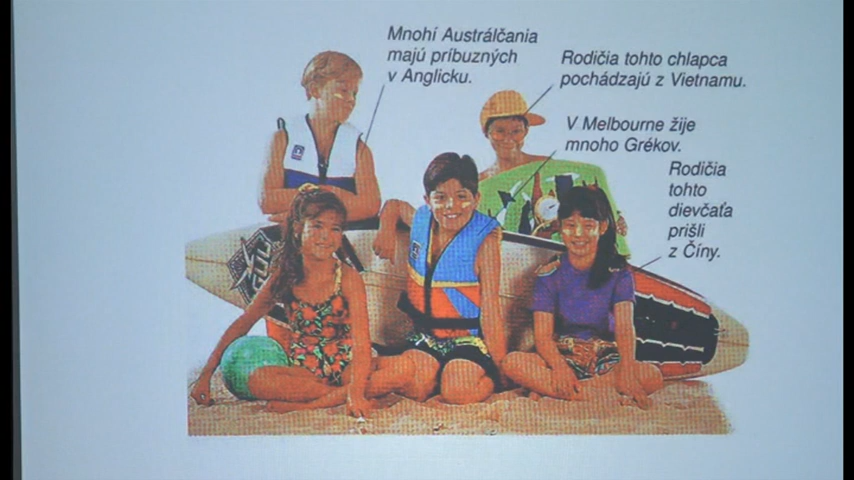 Mnohí Austrálčania
majú príbuzných
v Anglicku.
Rodičia tohto chlapca
pochádzajú z Vietnamu.
V Melbourne žije
mnoho Grékov.
Rodičia
tohto
dievčaťa
prišli
z Číny.